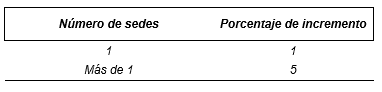 Número de sedes Porcentaje de incremento
1 1
Más de 1 5